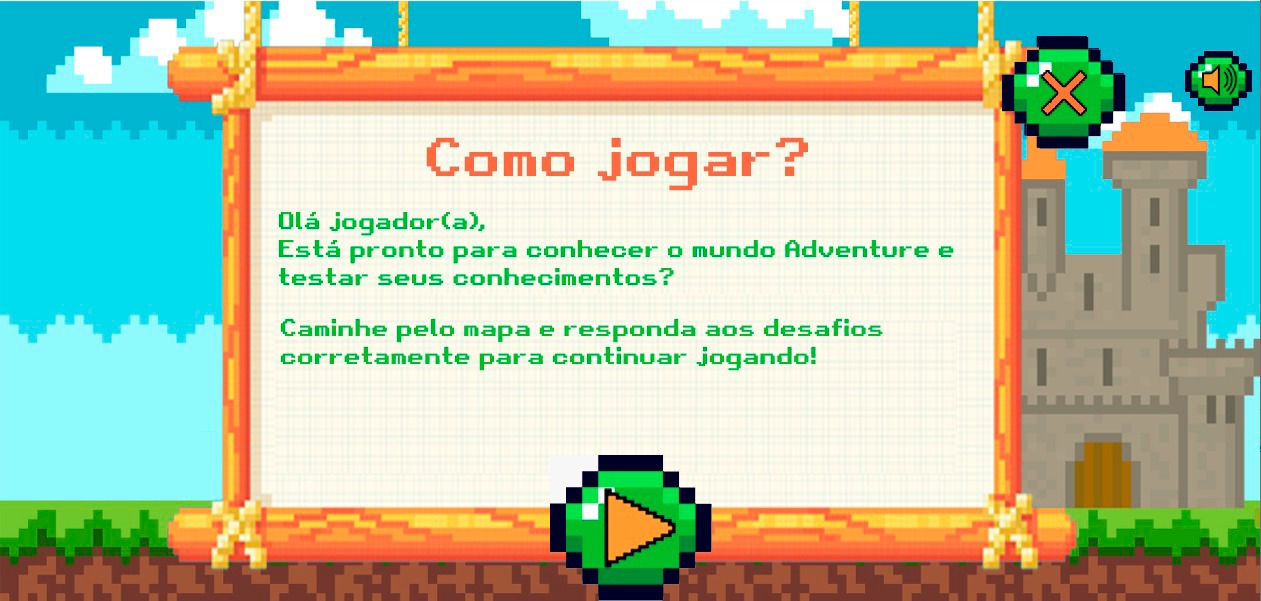 Como jogar?
Olá jogador(a),
Está pronto para conhecer o mundo Adventure e
testar seus conhecimentos?
Caminhe pelo mapa e responda aos desafios
corretamente para continuar jogando!